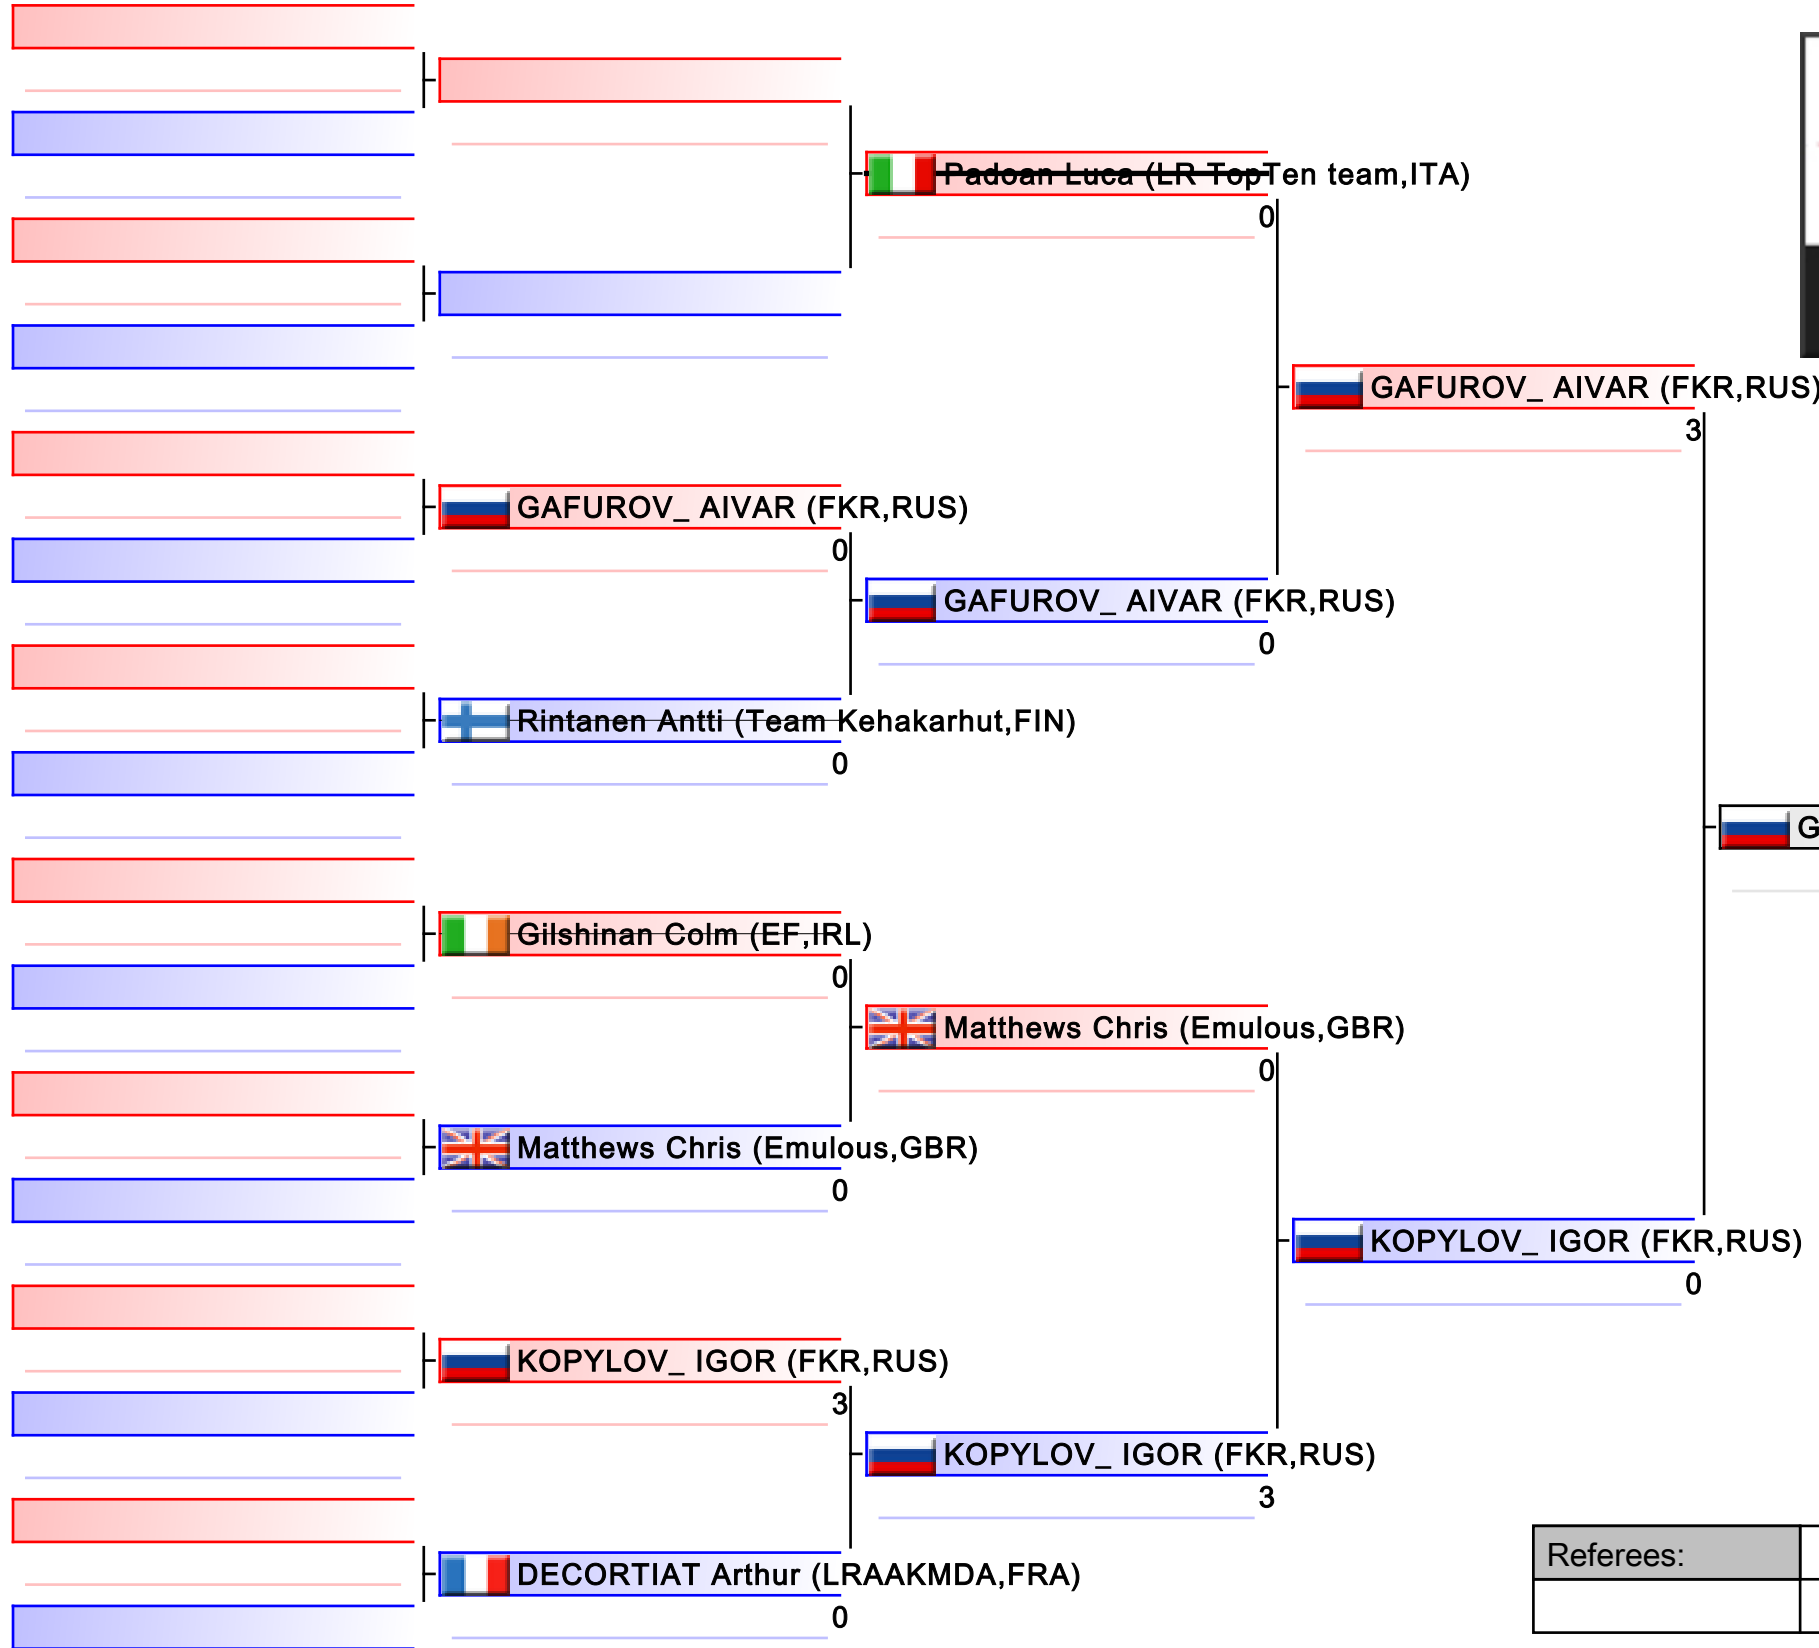 Padoan Luca (LR TopTen team,ITA)
0
GAFUROV_ AIVAR (FKR,RUS)
3
GAFUROV_ AIVAR (FKR,RUS)
0
GAFUROV_ AIVAR (FKR,RUS)
0
Rintanen Antti (Team Kehakarhut,FIN)
0
G
Gilshinan Colm (EF,IRL)
0
Matthews Chris (Emulous,GBR)
0
Matthews Chris (Emulous,GBR)
0
KOPYLOV_ IGOR (FKR,RUS)
0
KOPYLOV_ IGOR (FKR,RUS)
3
KOPYLOV_ IGOR (FKR,RUS)
3
DECORTIAT Arthur (LRAAKMDA,FRA)
0
Referees: